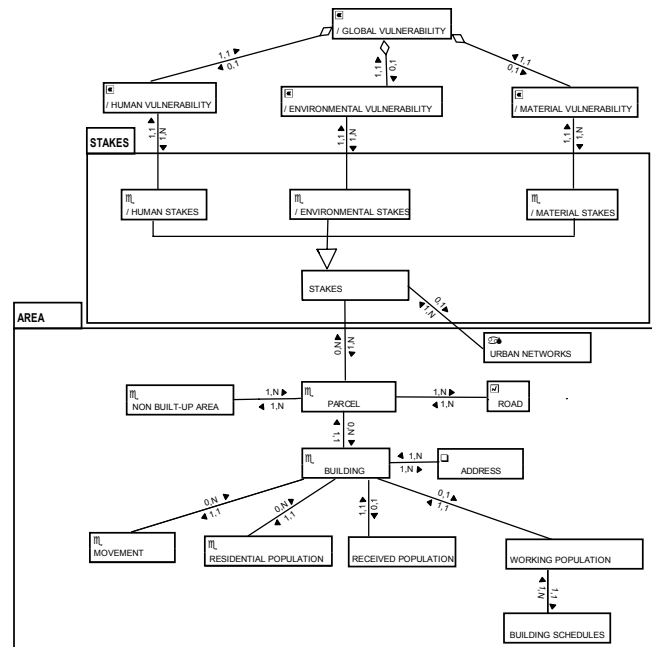 / GLOBAL VULNERABILITY
1,1
0,1
1,1
0,1
1,1
0,1
/ HUMAN VULNERABILITY
/ ENVIRONMENTAL VULNERABILITY
/ MATERIAL VULNERABILITY
1,1
1,N
1,1
1,N
1,1
1,N
STAKES
/ HUMAN STAKES
/ ENVIRONMENTAL STAKES
/ MATERIAL STAKES
STAKES
AREA
0,1
1,N
URBAN NETWORKS
0,N
1,N
NON BUILT-UP AREA
1,N
1,N
PARCEL
1,N
1,N
ROAD
1,1
0,N
BUILDING
1,N
1,N
ADDRESS
0,N
1,1
0,N
1,1
1,1
0,1
0,1
1,1
MOVEMENT
RESIDENTIAL POPULATION
RECEIVED POPULATION
WORKING POPULATION
1,N
1,1
BUILDING SCHEDULES